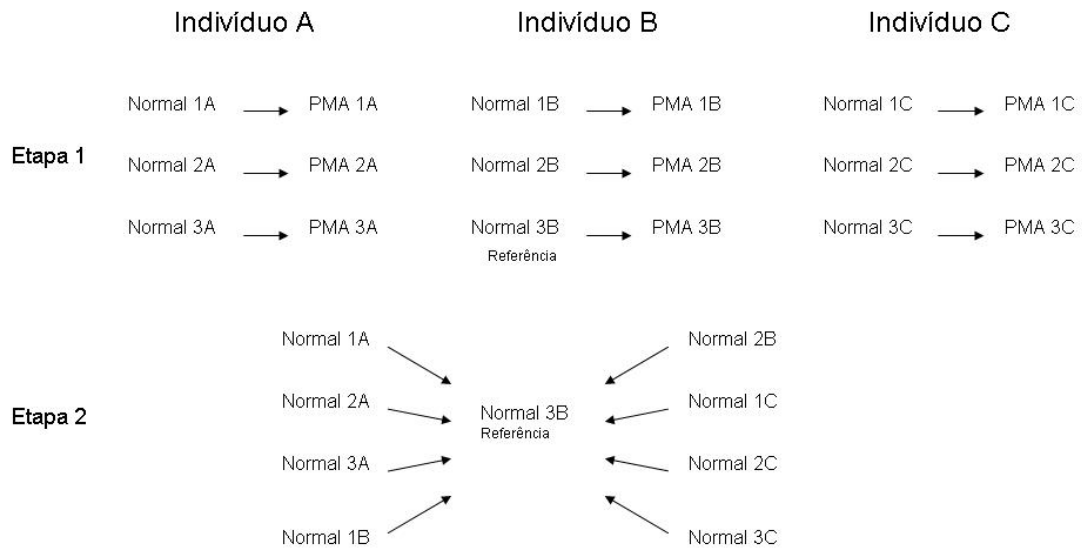 Indivíduo A Indivíduo B Indivíduo C
Normal 1A PMA 1A Normal 1B PMA 1B Normal 1C PMA 1C
Etapa 1
Normal 2A PMA 2A Normal 2B PMA 2B Normal 2C PMA 2C
Normal 3A PMA 3A Normal 3B PMA 3B Normal 3C PMA 3C
Referência
Normal 1A Normal 2B
Normal 2A Normal 1C
Etapa 2
Normal 3B
Referência
Normal 3A Normal 2C
Normal 1B Normal 3C